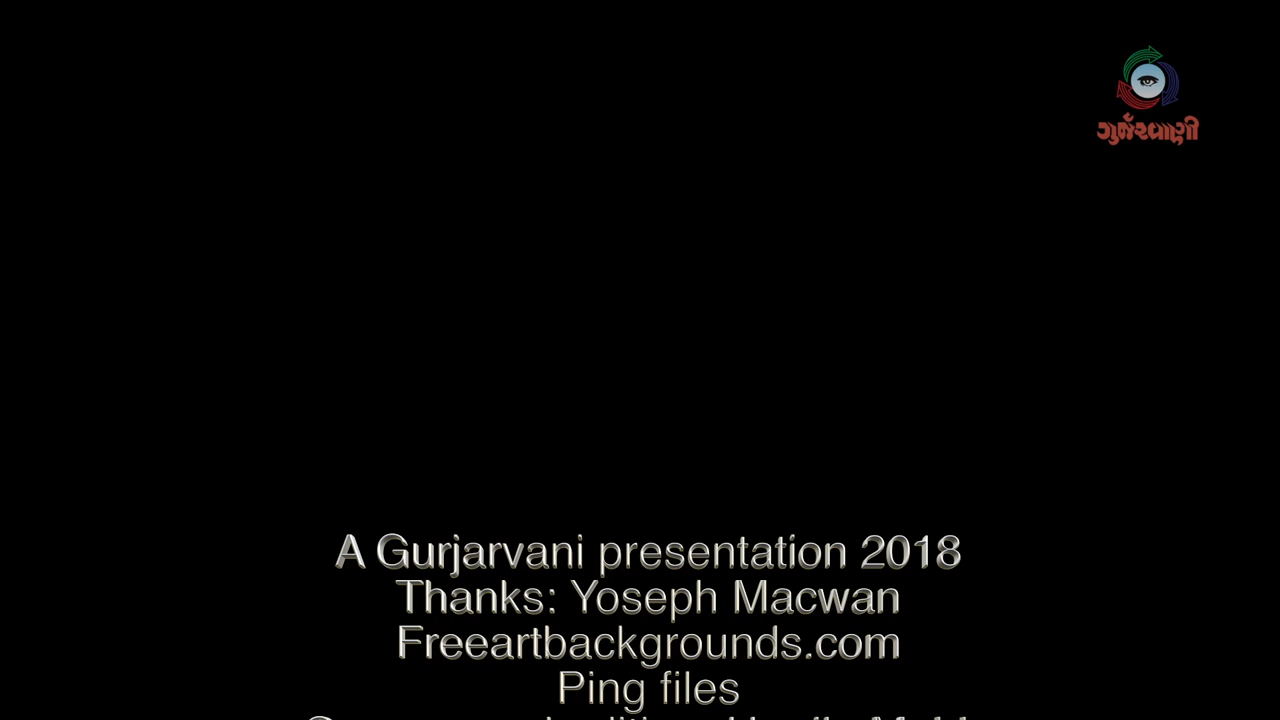 ગુર્જરવાણી
A Gurjarvani presentation 2018
Thanks: Yoseph Macwan
Freeartbackgrounds.com
Ping files